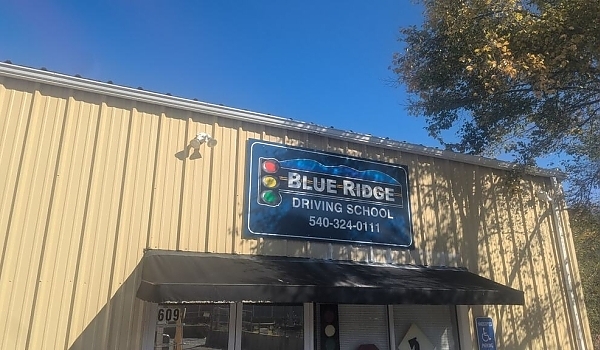 BLUE RIDGE
DRIVING SCHOOL
540-324-0111
609